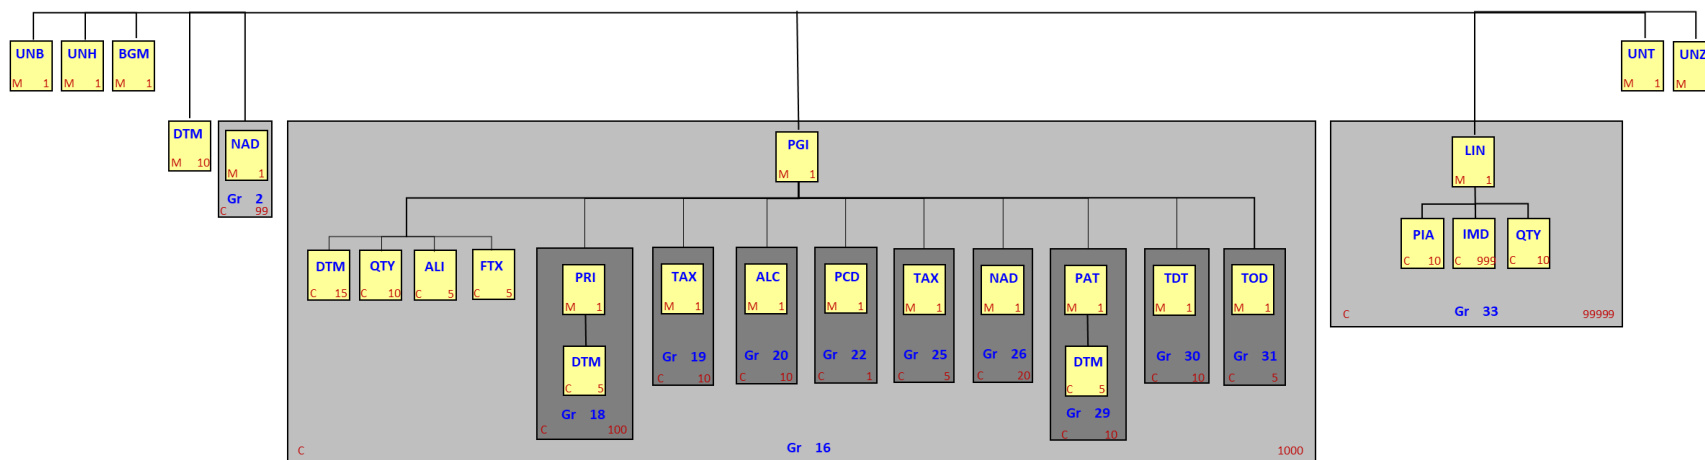 UNB
M 1
UNH
M 1
BGM
M 1
UNT
M 1
UNZ
M
DTM
M 10
NAD
M 1
Gr 2
C 99
PGI
M 1
LIN
M 1
PIA
C 10
IMD
C 999
QTY
C 10
C Gr 33 99999
DTM
C 15
QTY
C 10
ALI
C 5
FTX
C 5
PRI
M 1
DTM
C 5
Gr 18
C 100
TAX
M 1
Gr 19
C 10
ALC
M 1
Gr 20
C 10
PCD
M 1
Gr 22
C 1
TAX
M 1
Gr 25
C 5
NAD
M 1
Gr 26
C 20
PAT
M 1
DTM
C 5
Gr 29
C 10
TDT
M 1
Gr 30
C 10
TOD
M 1
Gr 31
C 5
C Gr 16 1000